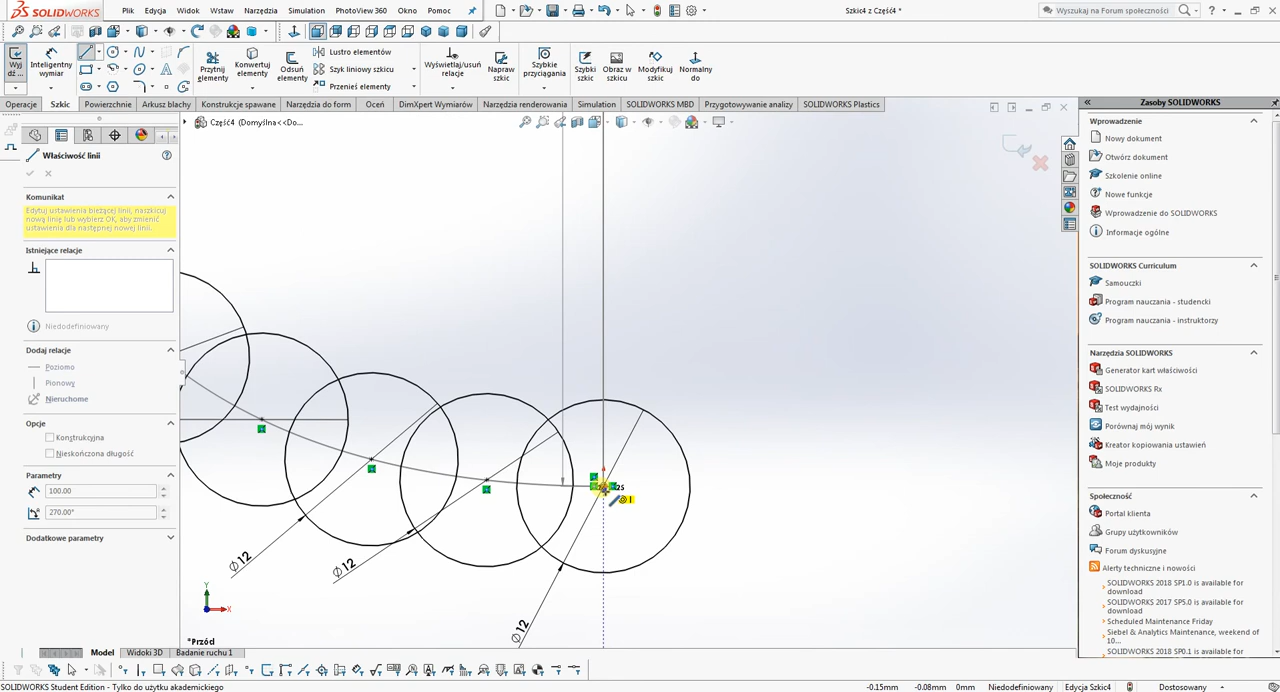 SOLIDWORKS Plik Edycja Widok Wstaw Narzędzia Simulation PhotoView 360 Okno Pomoc Szkic4 z Część4 * Wyszukaj na Forum społeczności
Wyj dź ... Inteligentny wymiar Przytnij elementy Konwertuj elementy Odsuń elementy Lustro elementów Szyk liniowy szkicu Przenieś elementy Wyświetlaj/usuń relacje Napraw szkic Szybkie przyciągania Szybki szkic Obraz w szkicu Modyfikuj szkic Normalny do
Operacje Szkic Powierzchnie Arkusz blachy Konstrukcje spawane Narzędzia do form Oceń DimXpert Wymiarów Narzędzia renderowania Simulation SOLIDWORKS MBD Przygotowywanie analizy SOLIDWORKS Plastics
Część4 (Domyślna<<Do...
Właściwość linii
Komunikat
Edytuj ustawienia bieżącej linii, naszkicuj
nową linię lub wybierz OK, aby zmienić
ustawienia dla następnej nowej linii.
Istniejące relacje
Niedodefiniowany
Dodaj relacje
Poziomo
Pionowy
Nieruchome
Opcje
Konstrukcyjna
Nieskończona długość
Parametry
100.00
270.00°
Dodatkowe parametry
∅12
∅12
∅12
Y
X
*Przód
Zasoby SOLIDWORKS
Wprowadzenie
Nowy dokument
Otwórz dokument
Szkolenie online
Nowe funkcje
Wprowadzenie do SOLIDWORKS
Informacje ogólne
SOLIDWORKS Curriculum
Samouczki
Program nauczania - studencki
Program nauczania - instruktorzy
Narzędzia SOLIDWORKS
Generator kart właściwości
SOLIDWORKS Rx
Test wydajności
Porównaj mój wynik
Kreator kopiowania ustawień
Moje produkty
Społeczność
Portal klienta
Grupy użytkowników
Forum dyskusyjne
Alerty techniczne i nowości
SOLIDWORKS 2018 SP1.0 is available for
download
SOLIDWORKS 2017 SP5.0 is available for
download
Scheduled Maintenance Friday
Siebel & Analytics Maintenance, weekend of
10...
SOLIDWORKS 2018 SP0.1 is available for
Model Widoki 3D Badanie ruchu 1
SOLIDWORKS Student Edition - Tylko do użytku akademickiego -0.15mm -0.08mm 0mm Niedodefiniowany Edycja Szkic4 Dostosowany